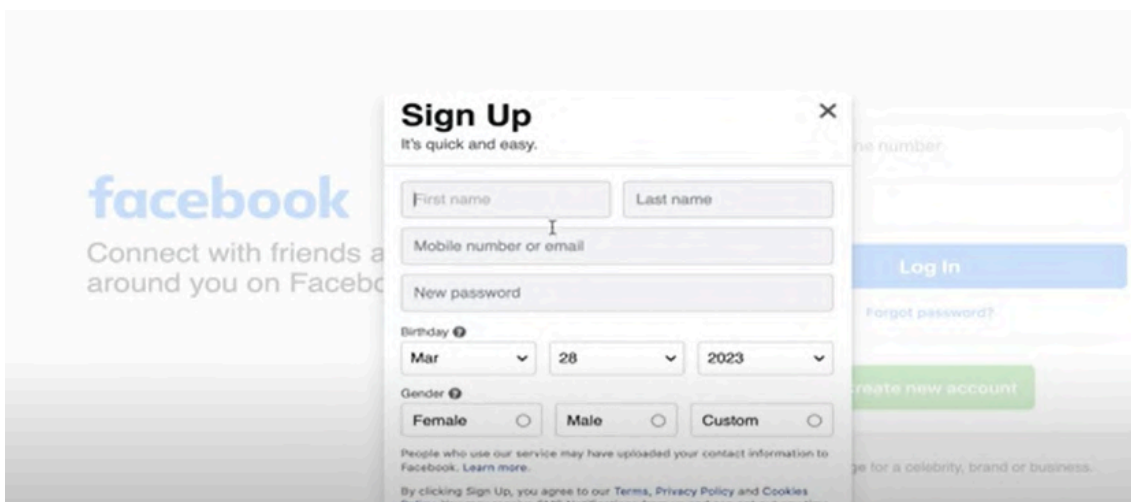 Sign Up
It's quick and easy.
First name
Last name
Mobile number or email
New password
Birthday
Mar
28
2023
Gender
Female
Male
Custom
People who use our service may have uploaded your contact information to
Facebook. Learn more.
By clicking Sign Up, you agree to our Terms, Privacy Policy and Cookies
facebook
Connect with friends a
around you on Facebo
number
Log In
Forgot password?
create new account
for a celebrity, brand or business.